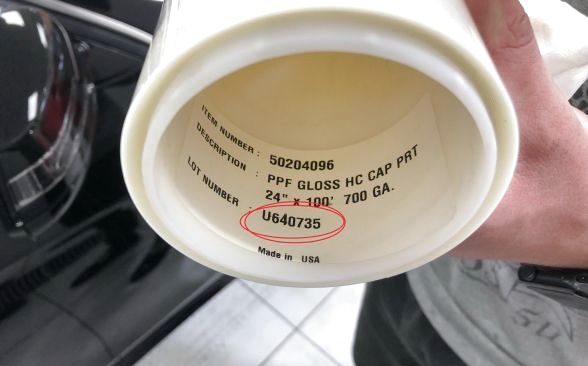 ITEM NUMBER : 50204096
DESCRIPTION : PPF GLOSS HC CAP PRT
24" x 100' 700 GA.
LOT NUMBER : U640735
Made in USA